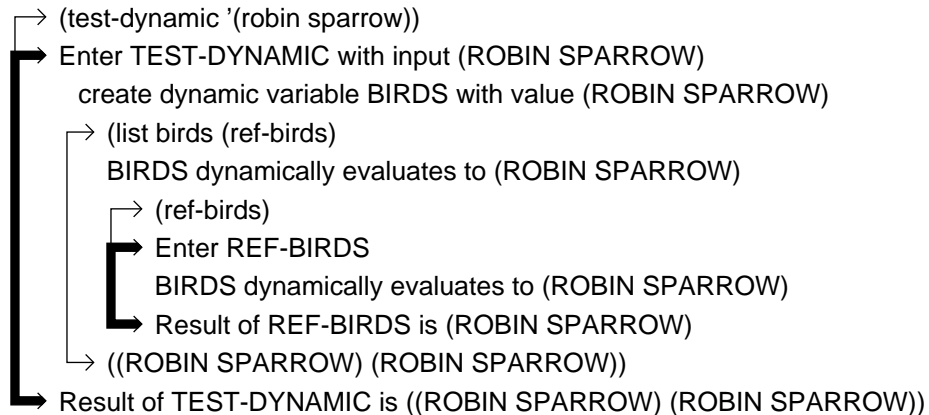 (test-dynamic ’(robin sparrow))
Enter TEST-DYNAMIC with input (ROBIN SPARROW)
create dynamic variable BIRDS with value (ROBIN SPARROW)
(list birds (ref-birds)
BIRDS dynamically evaluates to (ROBIN SPARROW)
(ref-birds)
Enter REF-BIRDS
BIRDS dynamically evaluates to (ROBIN SPARROW)
Result of REF-BIRDS is (ROBIN SPARROW)
((ROBIN SPARROW) (ROBIN SPARROW))
Result of TEST-DYNAMIC is ((ROBIN SPARROW) (ROBIN SPARROW))